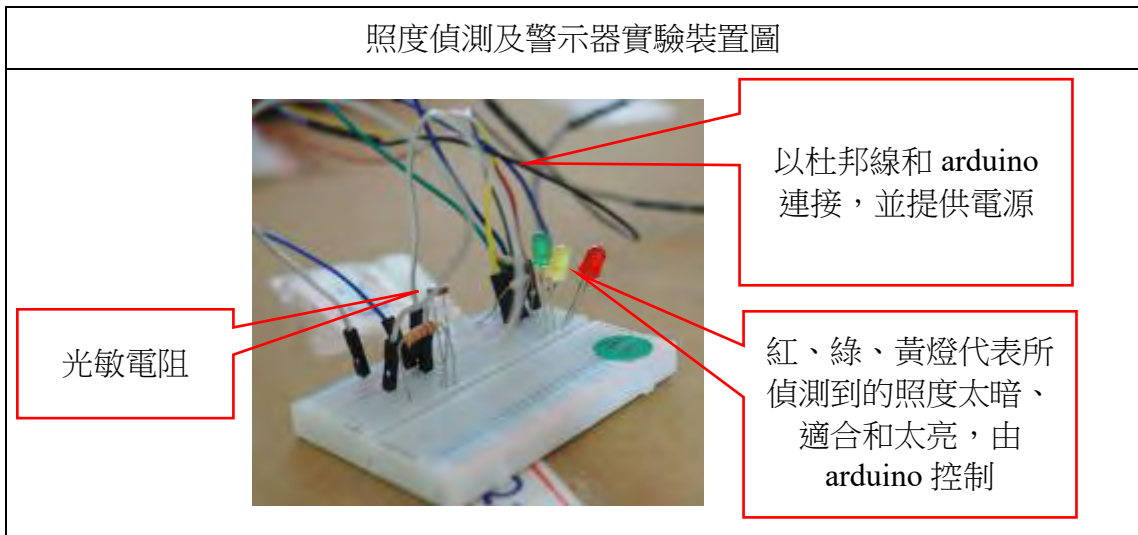 照度偵測及警示器實驗裝置圖
以杜邦線和 arduino
連接，並提供電源
光敏電阻
紅、綠、黃燈代表所
偵測到的照度太暗、
適合和太亮，由
arduino 控制